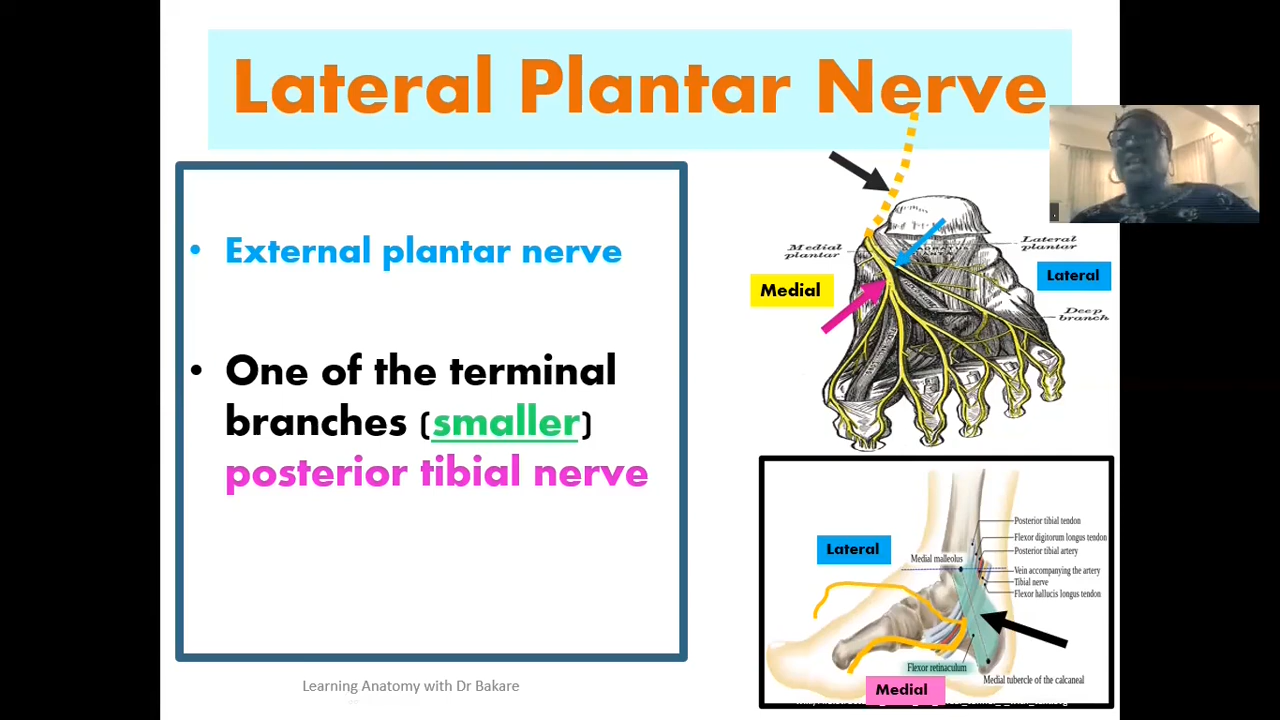 Lateral Plantar Nerve
• External plantar nerve
• One of the terminal
branches (smaller)
posterior tibial nerve
Medial
plantar
Lateral
plantar
Medial
Lateral
Deep
branch
Lateral
Medial malleolus
Posterior tibial tendon
Flexor digitorum longus tendon
Posterior tibial artery
Vein accompanying the artery
Tibial nerve
Flexor hallucis longus tendon
Flexor retinaculum
Medial tubercle of the calcaneal
Medial
Learning Anatomy with Dr Bakare